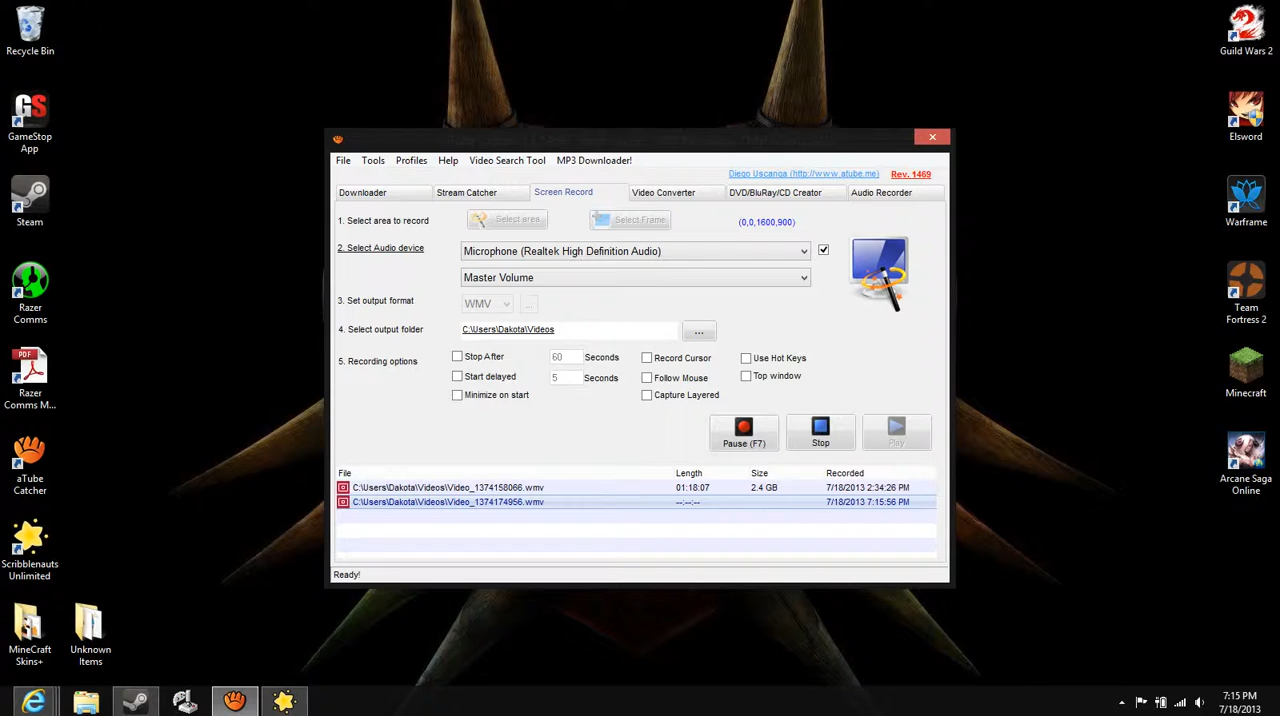 Recycle Bin
GS
GameStop
App
Steam
Razer
Comms
PDF
Razer
Comms M...
aTube
Catcher
Scribblenauts
Unlimited
MineCraft
Skins+
Unknown
Items
File Tools Profiles Help Video Search Tool MP3 Downloader!
Diego Uscanga (http://www.atube.me) Rev. 1469
Downloader Stream Catcher Screen Record Video Converter DVD/BluRay/CD Creator Audio Recorder
1. Select area to record Select area Select Frame (0,0,1600,900)
2. Select Audio device Microphone (Realtek High Definition Audio)
Master Volume
3. Set output format WMV ...
4. Select output folder C:\Users\Dakota\Videos ...
5. Recording options Stop After 60 Seconds Record Cursor Use Hot Keys
Start delayed 5 Seconds Follow Mouse Top window
Minimize on start Capture Layered
Pause (F7) Stop Play
File Length Size Recorded
C:\Users\Dakota\Videos\Video_1374158066.wmv 01:18:07 2.4 GB 7/18/2013 2:34:26 PM
C:\Users\Dakota\Videos\Video_1374174956.wmv --:--:-- 7/18/2013 7:15:56 PM
Ready!
Guild Wars 2
Elsword
Warframe
Team
Fortress 2
Minecraft
Arcane Saga
Online
7:15 PM
7/18/2013